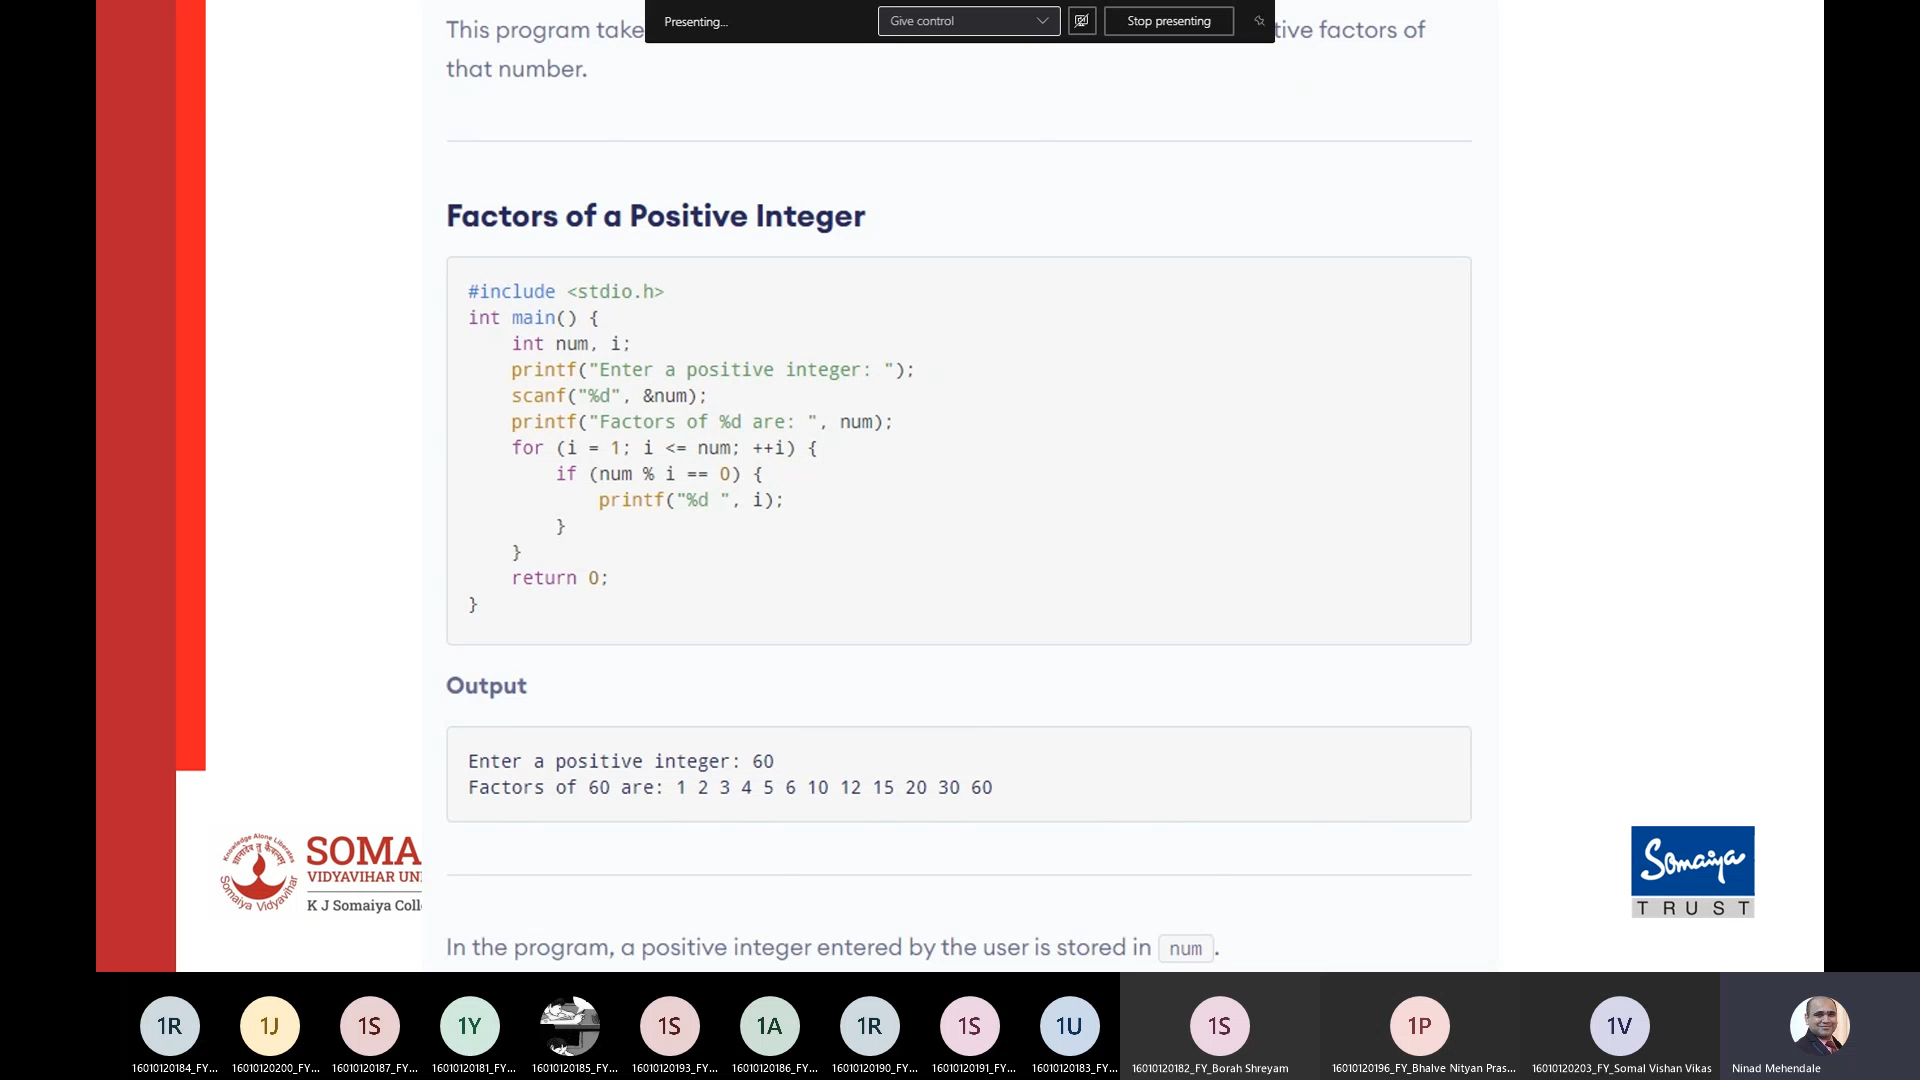 Presenting...
Give control
Stop presenting
This program take
tive factors of
that number.
Factors of a Positive Integer
#include <stdio.h>
int main() {
    int num, i;
    printf("Enter a positive integer: ");
    scanf("%d", &num);
    printf("Factors of %d are: ", num);
    for (i = 1; i <= num; ++i) {
        if (num % i == 0) {
            printf("%d ", i);
        }
    }
    return 0;
}
Output
Enter a positive integer: 60
Factors of 60 are: 1 2 3 4 5 6 10 12 15 20 30 60
Knowledge Alone Liberates
Somaiya Vidyavihar
SOMA
VIDYAVIHAR UNI
K J Somaiya Coll
Somaiya
TRUST
In the program, a positive integer entered by the user is stored in num.
1R
1J
1S
1Y
1S
1A
1R
1S
1U
1S
1P
1V
16010120184_FY...
16010120200_FY...
16010120187_FY...
16010120181_FY...
16010120185_FY...
16010120193_FY...
16010120186_FY...
16010120190_FY...
16010120191_FY...
16010120183_FY...
16010120182_FY_Borah Shreyam
16010120196_FY_Bhalve Nityan Pras...
16010120203_FY_Somal Vishan Vikas
Ninad Mehendale